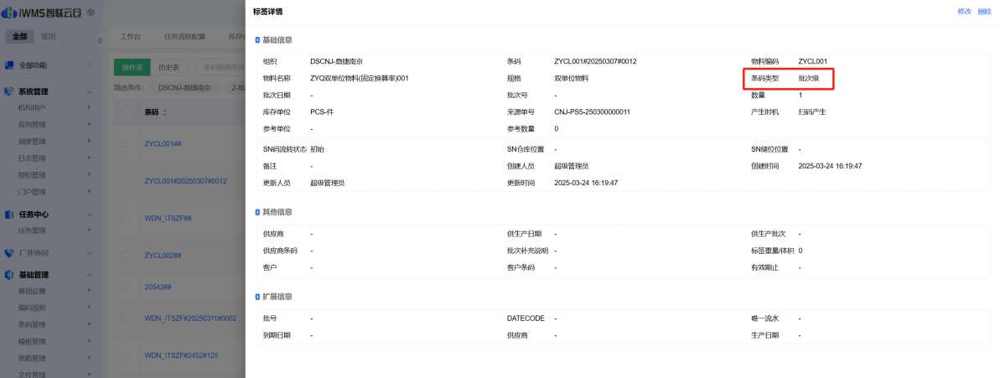 iWMS智联云仓
全部 常用
全部功能
系统管理
机构用户
应用管理
调度管理
日志管理
授权管理
门户管理
任务中心
任务管理
厂外协同
基础管理
基础设置
编码规则
条码管理
模板管理
策略管理
文件管理
工作台 任务流程配置
操作表 历史表
筛选条件: DSCNJ-鼎捷南京
条码
ZYCL001##
ZYCL001#20250307#0012
WDN_\TSZF##
ZYCL002##
20542##
WDN_/TSZF#20250311#0002
WDN_\TSZF#2452#125
标签详情 修改 删除
基础信息
组织 DSCNJ-鼎捷南京 条码 ZYCL001#20250307#0012 物料编码 ZYCL001
物料名称 ZYQ双单位物料(固定换算率)001 规格 双单位物料 条码类型 批次级
批次日期 - 批次号 - 数量 1
库存单位 PCS-件 来源单号 CNJ-PS5-250300000011 产生时机 扫码产生
参考单位 - 参考数量 0
SN码流转状态 初始 SN仓库位置 - SN储位位置 -
备注 - 创建人员 超级管理员 创建时间 2025-03-24 16:19:47
更新人员 超级管理员 更新时间 2025-03-24 16:19:47
其他信息
供应商 - 供生产日期 - 供生产批次 -
供应商条码 - 批次补充说明 - 标签重量/体积 0
客户 - 客户条码 - 有效期止 -
扩展信息
批号 - DATECODE - 唯一流水 -
到期日期 - 供应商 - 生产日期 -